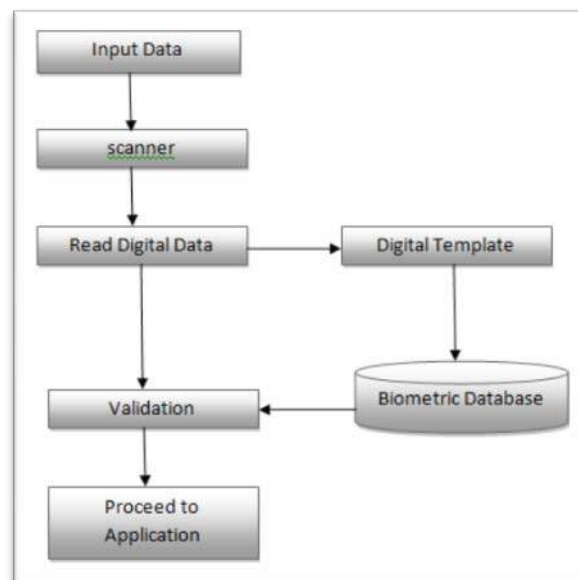 Input Data
scanner
Read Digital Data
Digital Template
Biometric Database
Validation
Proceed to
Application